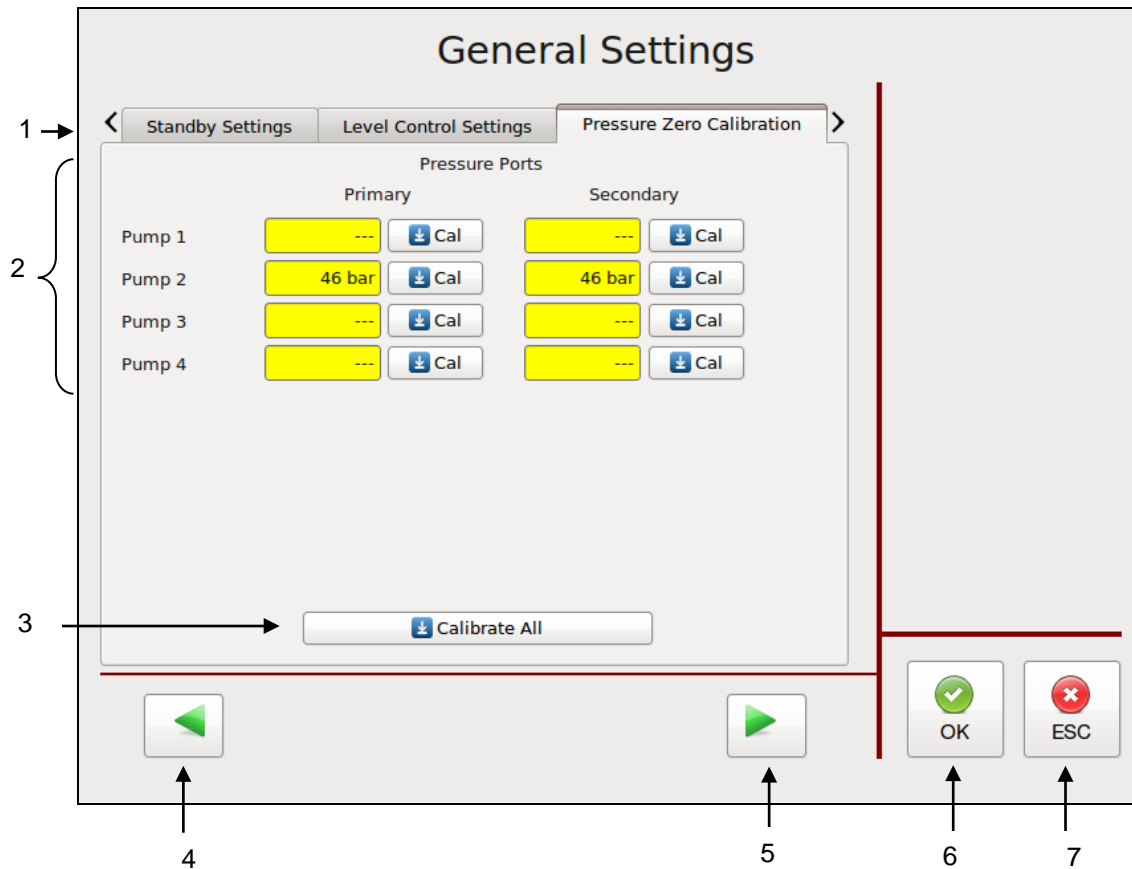 General Settings
1
Standby Settings Level Control Settings Pressure Zero Calibration
Pressure Ports
Primary Secondary
2
Pump 1 --- Cal --- Cal
Pump 2 46 bar Cal 46 bar Cal
Pump 3 --- Cal --- Cal
Pump 4 --- Cal --- Cal
3
Calibrate All
OK ESC
4 5 6 7